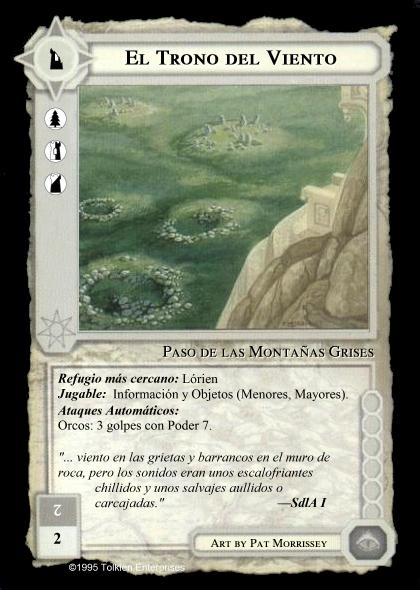 El Trono del Viento
Paso de las Montañas Grises
Refugio más cercano: Lórien
Jugable: Información y Objetos (Menores, Mayores).
Ataques Automáticos:
Orcos: 3 golpes con Poder 7.
"... viento en las grietas y barrancos en el muro de
roca, pero los sonidos eran unos escalofriantes
chillidos y unos salvajes aullidos o
carcajadas." —SdlA I
2
2
Art by Pat Morrissey
©1995 Tolkien Enterprises